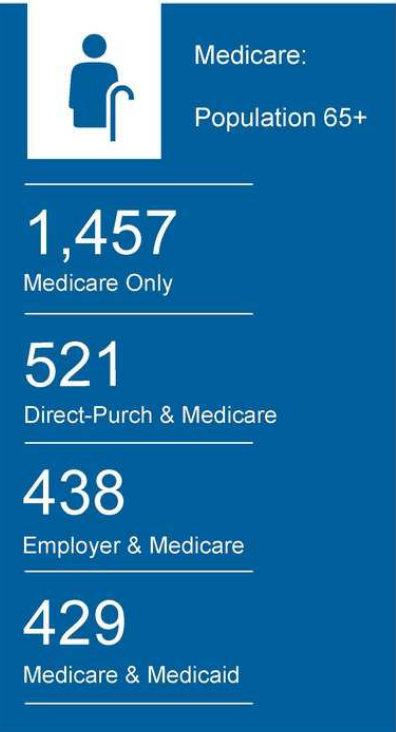 Medicare:
Population 65+
1,457
Medicare Only
521
Direct-Purch & Medicare
438
Employer & Medicare
429
Medicare & Medicaid